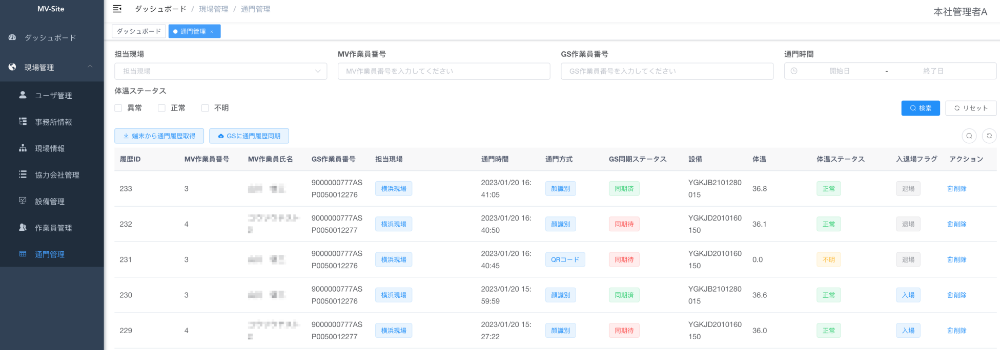 MV-Site
ダッシュボード / 現場管理 / 通門管理
本社管理者A
ダッシュボード
通門管理 ×
ダッシュボード
現場管理
ユーザ管理
事務所情報
現場情報
協力会社管理
設備管理
作業員管理
通門管理
担当現場
担当現場
MV作業員番号
MV作業員番号を入力してください
GS作業員番号
GS作業員番号を入力してください
通門時間
開始日 - 終了日
体温ステータス
異常 正常 不明
検索 リセット
端末から通門履歴取得 GSに通門履歴同期
履歴ID MV作業員番号 MV作業員氏名 GS作業員番号 担当現場 通門時間 通門方式 GS同期ステータス 設備 体温 体温ステータス 入退場フラグ アクション
9000000777AS 2023/01/20 16: YGKJB2101280
233 3 横浜現場 顔識別 同期済 36.8 正常 退場 削除
P0050012276 41:05 015
9000000777AS 2023/01/20 16: YGKJD2010160
232 4 横浜現場 顔識別 同期待 36.1 正常 退場 削除
P0050012277 40:50 150
9000000777AS 2023/01/20 16: YGKJD2010160
231 3 横浜現場 QRコード 同期待 0.0 不明 退場 削除
P0050012276 40:45 150
9000000777AS 2023/01/20 15: YGKJB2101280
230 3 横浜現場 顔識別 同期済 36.6 正常 入場 削除
P0050012276 59:59 015
9000000777AS 2023/01/20 15: YGKJD2010160
229 4 横浜現場 顔識別 同期待 36.0 正常 入場 削除
P0050012277 27:22 150